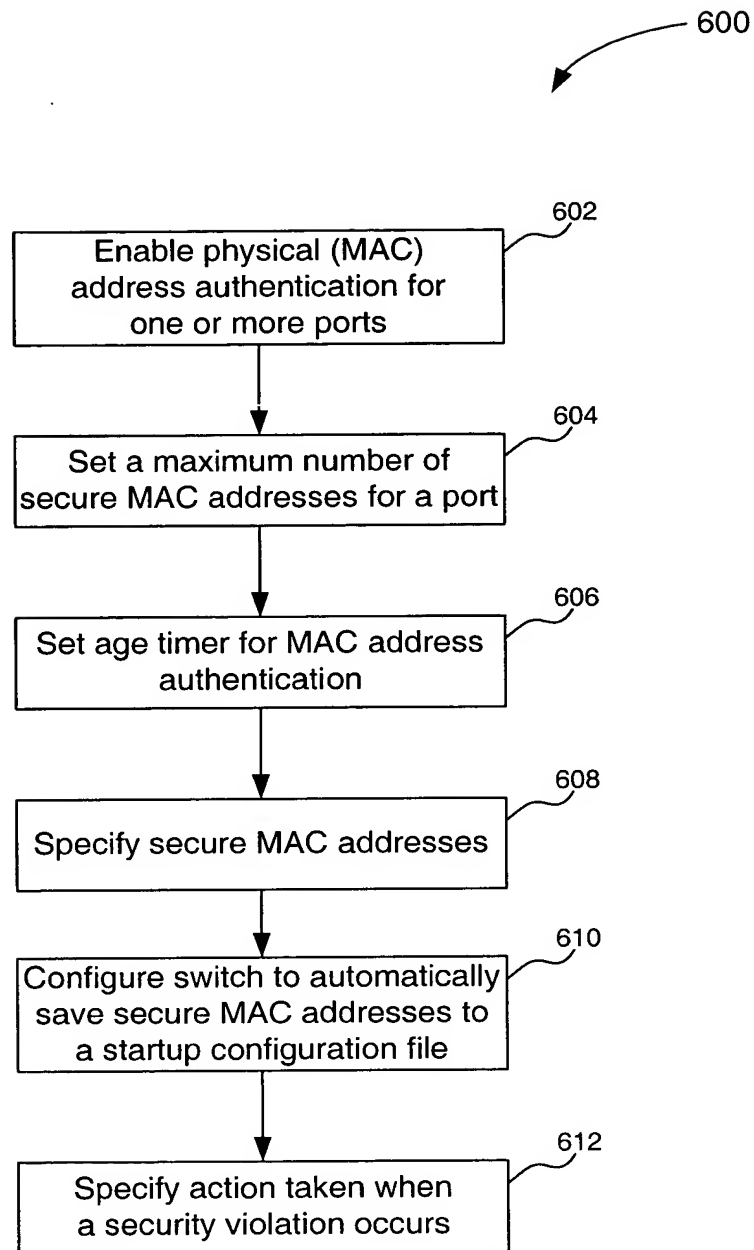 600
602
Enable physical (MAC)
address authentication for
one or more ports
604
Set a maximum number of
secure MAC addresses for a port
606
Set age timer for MAC address
authentication
608
Specify secure MAC addresses
610
Configure switch to automatically
save secure MAC addresses to
a startup configuration file
612
Specify action taken when
a security violation occurs